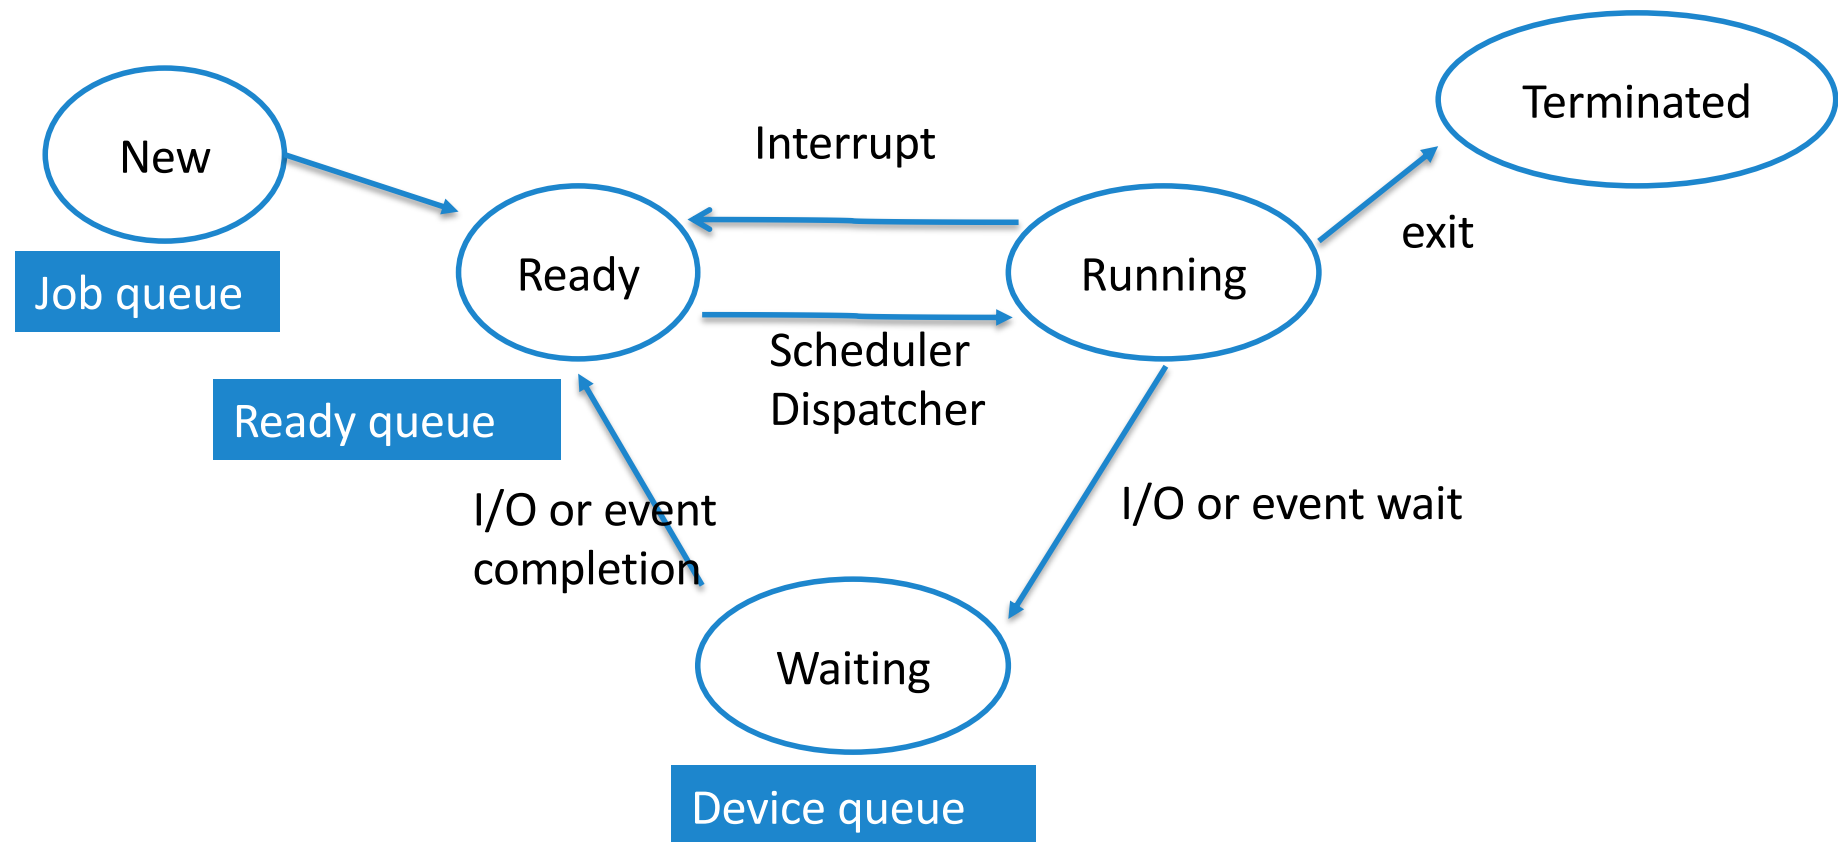 Terminated
Interrupt
New
exit
Ready
Running
Job queue
Scheduler
Dispatcher
Ready queue
I/O or event
completion
I/O or event wait
Waiting
Device queue